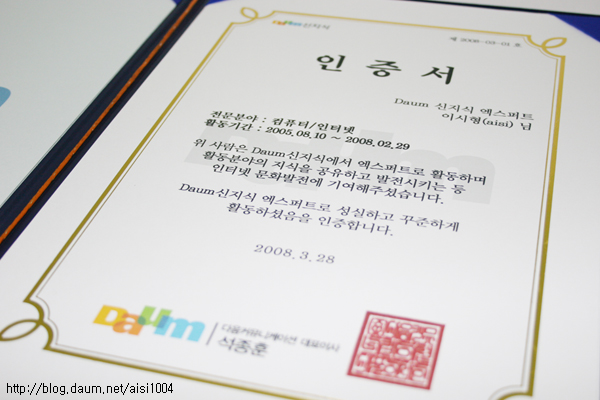 Daum 신지식
제 2008-03-01 호
인 증 서
Daum 신지식 엑스퍼트
이시형(aisi) 님
전문분야 : 컴퓨터/인터넷
활동기간 : 2005.08.10 ~ 2008.02.29
위 사람은 Daum신지식에서 엑스퍼트로 활동하며
활동분야의 지식을 공유하고 발전시키는 등
인터넷 문화발전에 기여해주셨습니다.
Daum신지식 엑스퍼트로 성실하고 꾸준하게
활동하셨음을 인증합니다.
2008.3.28
Daum
다음커뮤니케이션 대표이사
석종훈
http://blog.daum.net/aisi1004